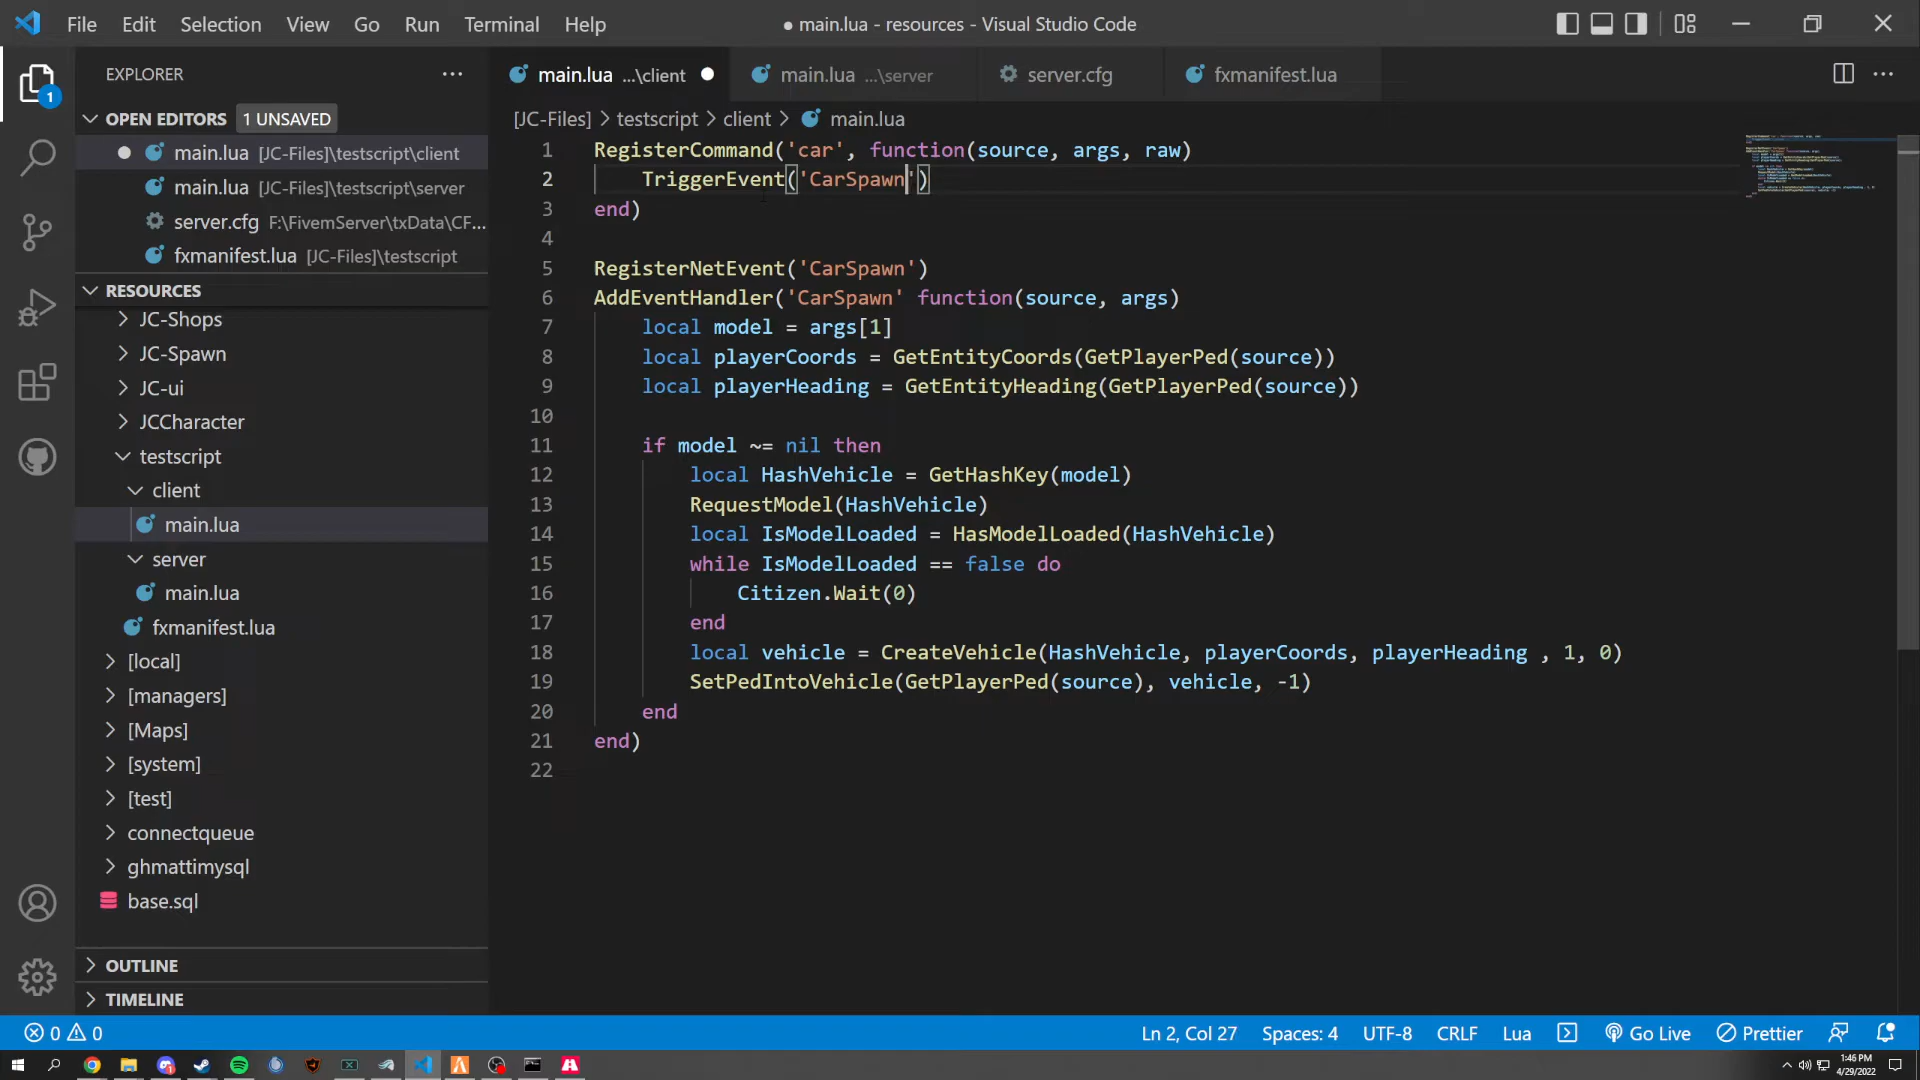 File Edit Selection View Go Run Terminal Help
● main.lua - resources - Visual Studio Code
EXPLORER
1
OPEN EDITORS 1 UNSAVED
main.lua [JC-Files]\testscript\client
main.lua [JC-Files]\testscript\server
server.cfg F:\FivemServer\txData\CF...
fxmanifest.lua [JC-Files]\testscript
RESOURCES
JC-Shops
JC-Spawn
JC-ui
JCCharacter
testscript
client
main.lua
server
main.lua
fxmanifest.lua
[local]
[managers]
[Maps]
[system]
[test]
connectqueue
ghmattimysql
base.sql
OUTLINE
TIMELINE
main.lua ...\client
main.lua ...\server
server.cfg
fxmanifest.lua
[JC-Files] > testscript > client > main.lua
1 RegisterCommand('car', function(source, args, raw)
2 TriggerEvent('CarSpawn')
3 end)
4
5 RegisterNetEvent('CarSpawn')
6 AddEventHandler('CarSpawn' function(source, args)
7 local model = args[1]
8 local playerCoords = GetEntityCoords(GetPlayerPed(source))
9 local playerHeading = GetEntityHeading(GetPlayerPed(source))
10
11 if model ~= nil then
12 local HashVehicle = GetHashKey(model)
13 RequestModel(HashVehicle)
14 local IsModelLoaded = HasModelLoaded(HashVehicle)
15 while IsModelLoaded == false do
16 Citizen.Wait(0)
17 end
18 local vehicle = CreateVehicle(HashVehicle, playerCoords, playerHeading , 1, 0)
19 SetPedIntoVehicle(GetPlayerPed(source), vehicle, -1)
20 end
21 end)
22
0 0
Ln 2, Col 27 Spaces: 4 UTF-8 CRLF Lua Go Live Prettier
1:46 PM
4/29/2022